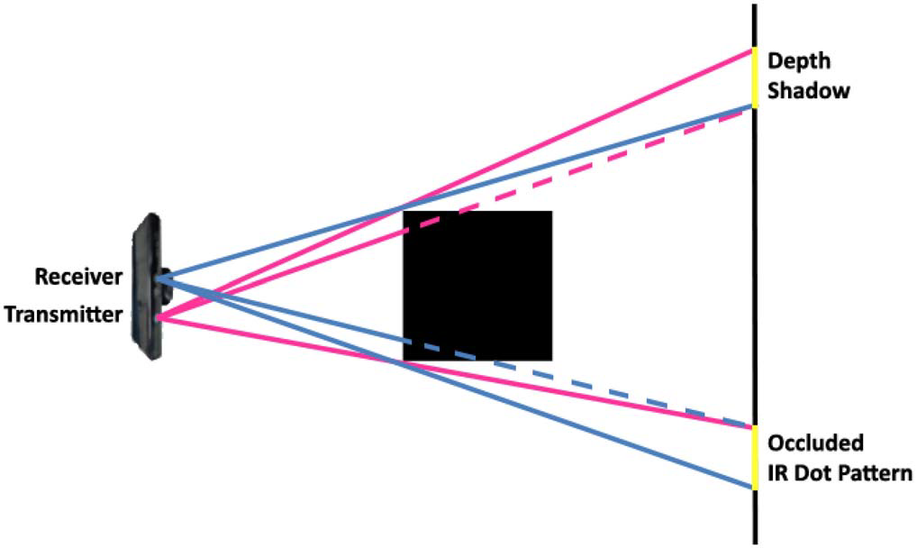 Depth
Shadow
Receiver
Transmitter
Occluded
IR Dot Pattern